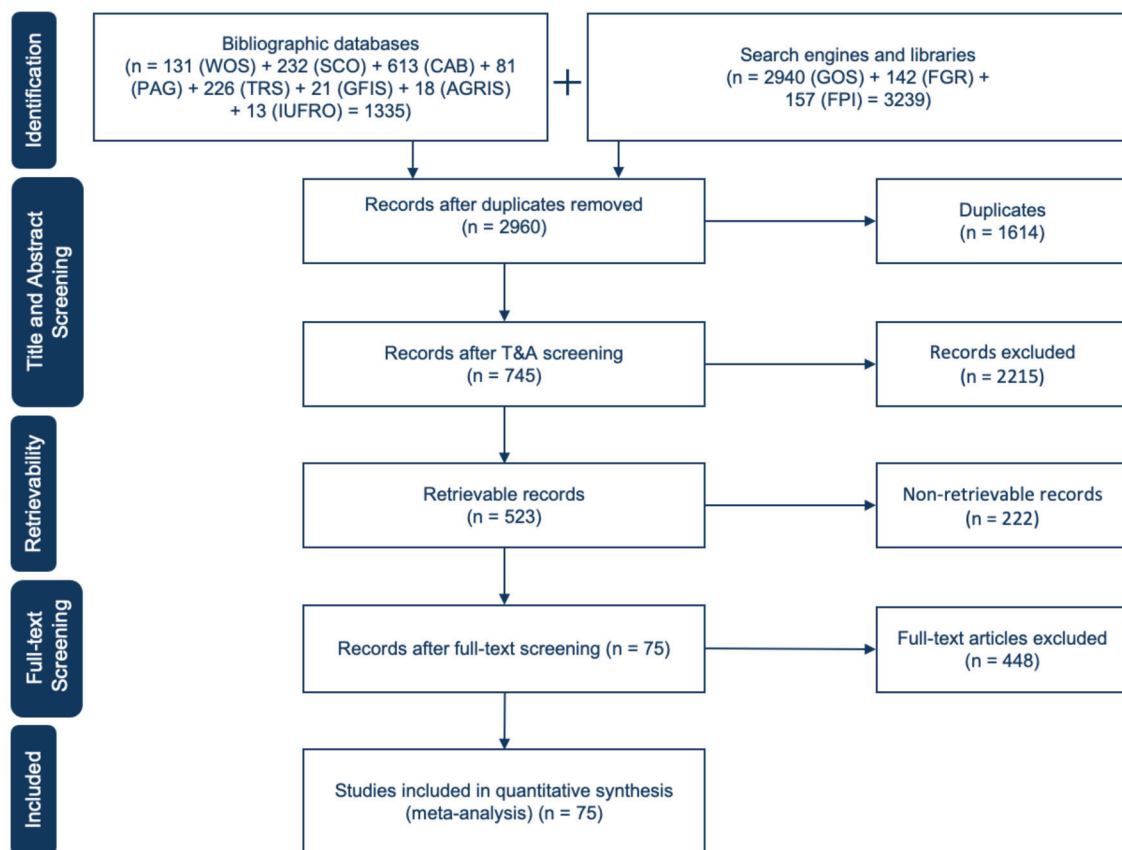 Identification
Bibliographic databases
(n = 131 (WOS) + 232 (SCO) + 613 (CAB) + 81
(PAG) + 226 (TRS) + 21 (GFIS) + 18 (AGRIS)
+ 13 (IUFRO) = 1335)
+
Search engines and libraries
(n = 2940 (GOS) + 142 (FGR) +
157 (FPI) = 3239)
Title and Abstract
Screening
Records after duplicates removed
(n = 2960)
Duplicates
(n = 1614)
Records after T&A screening
(n = 745)
Records excluded
(n = 2215)
Retrievability
Retrievable records
(n = 523)
Non-retrievable records
(n = 222)
Full-text
Screening
Records after full-text screening (n = 75)
Full-text articles excluded
(n = 448)
Included
Studies included in quantitative synthesis
(meta-analysis) (n = 75)